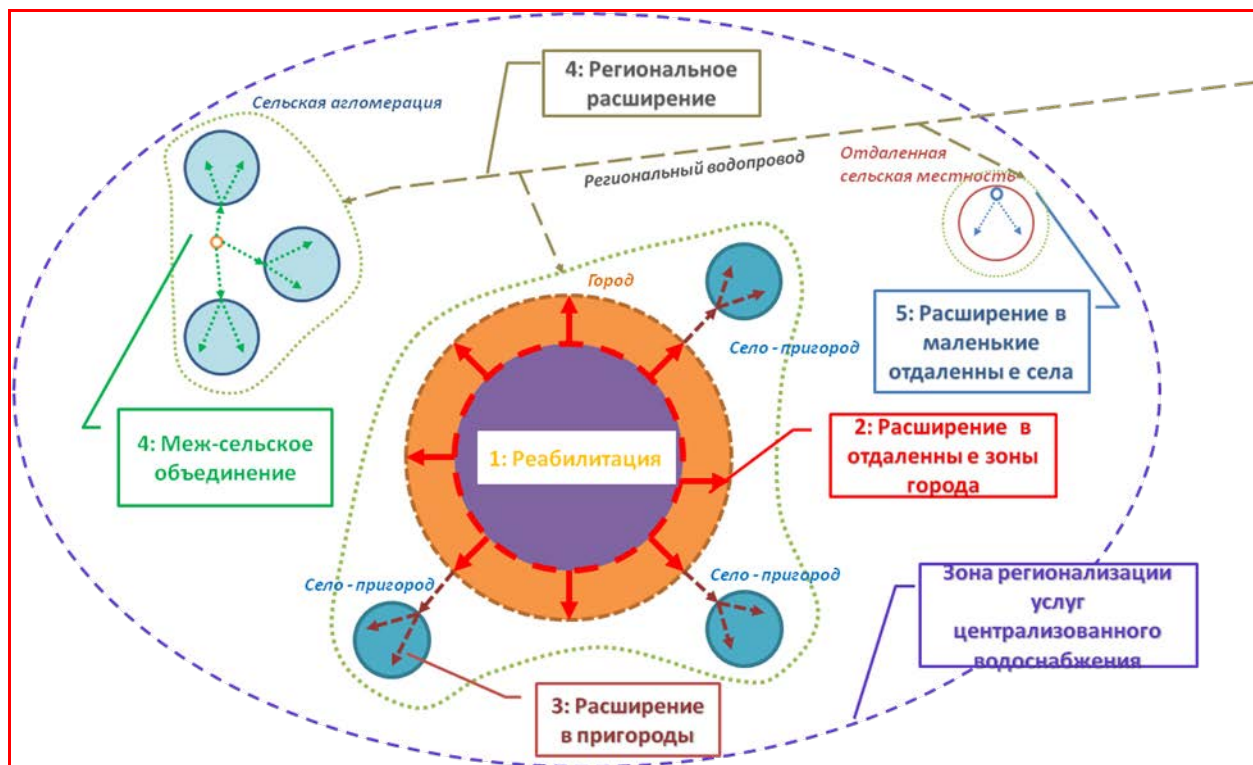 4: Региональное
расширение
Сельская агломерация
Региональный водопровод
Отдаленная
сельская местность
Город
Село - пригород
5: Расширение в
маленькие
отдаленны е села
4: Меж-сельское
объединение
1: Реабилитация
2: Расширение в
отдаленны е зоны
города
Село - пригород
Село - пригород
Зона регионализации
услуг
централизованного
водоснабжения
3: Расширение
в пригороды